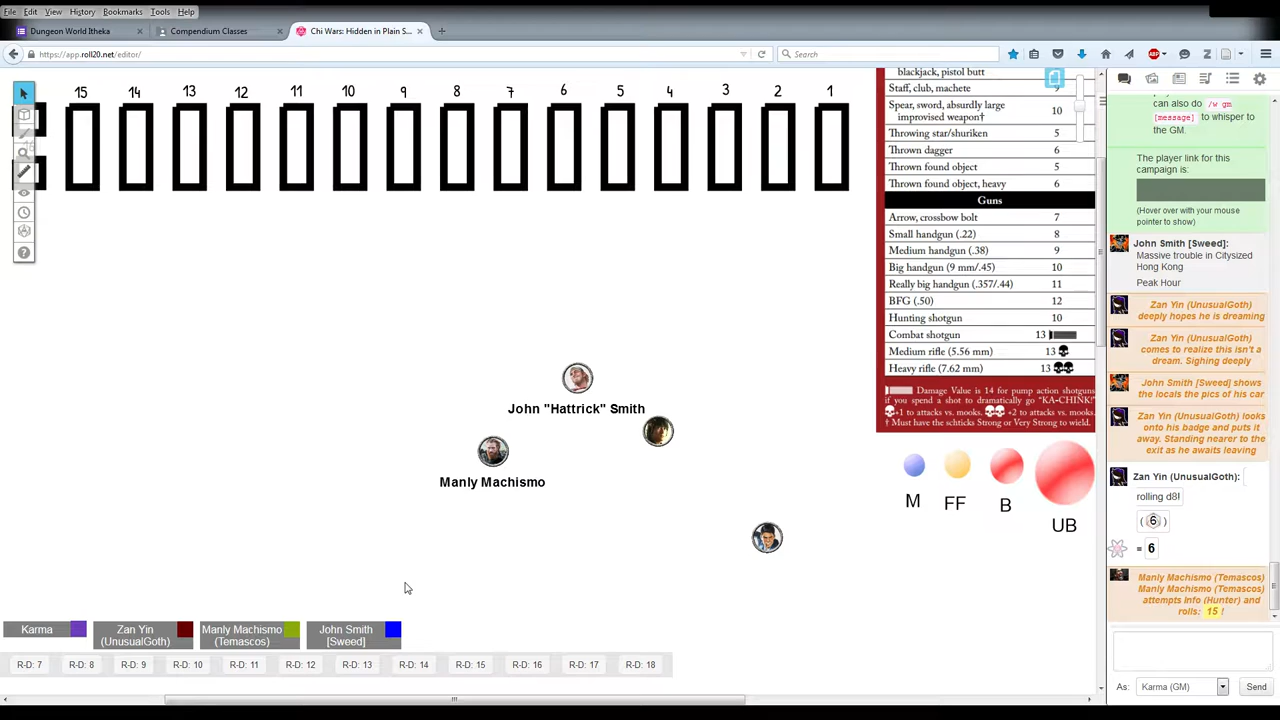 File Edit View History Bookmarks Tools Help
Dungeon World Itheka
Compendium Classes
Chi Wars: Hidden in Plain S...
https://app.roll20.net/editor/
Search
15 14 13 12 11 10 9 8 7 6 5 4 3 2 1
John "Hattrick" Smith
Manly Machismo
blackjack, pistol butt
Staff, club, machete 9
Spear, sword, absurdly large
improvised weapon† 10
Throwing star/shuriken 5
Thrown dagger 6
Thrown found object 5
Thrown found object, heavy 6
Guns
Arrow, crossbow bolt 7
Small handgun (.22) 8
Medium handgun (.38) 9
Big handgun (9 mm/.45) 10
Really big handgun (.357/.44) 11
BFG (.50) 12
Hunting shotgun 10
Combat shotgun 13
Medium rifle (5.56 mm) 13
Heavy rifle (7.62 mm) 13
Damage Value is 14 for pump action shotguns
if you spend a shot to dramatically go "KA-CHINK!"
+1 to attacks vs. mooks. +2 to attacks vs. mooks.
† Must have the schticks Strong or Very Strong to wield.
M FF B UB
Karma
Zan Yin
(UnusualGoth)
Manly Machismo
(Temascos)
John Smith
[Sweed]
R-D: 7 R-D: 8 R-D: 9 R-D: 10 R-D: 11 R-D: 12 R-D: 13 R-D: 14 R-D: 15 R-D: 16 R-D: 17 R-D: 18
players, they
can also do /w gm
[message] to whisper
to the GM.
The player link for this
campaign is:
(Hover over with your mouse
pointer to show)
John Smith [Sweed]:
Massive trouble in Citysized
Hong Kong
Peak Hour
Zan Yin (UnusualGoth)
deeply hopes he is dreaming
Zan Yin (UnusualGoth)
comes to realize this isn't a
dream. Sighing deeply
John Smith [Sweed] shows
the locals the pics of his car
Zan Yin (UnusualGoth) looks
onto his badge and puts it
away. Standing nearer to the
exit as he awaits leaving
Zan Yin (UnusualGoth):
rolling d8!
(6)
= 6
Manly Machismo (Temascos)
Manly Machismo (Temascos)
attempts Info (Hunter) and
rolls: 15 !
As: Karma (GM) Send